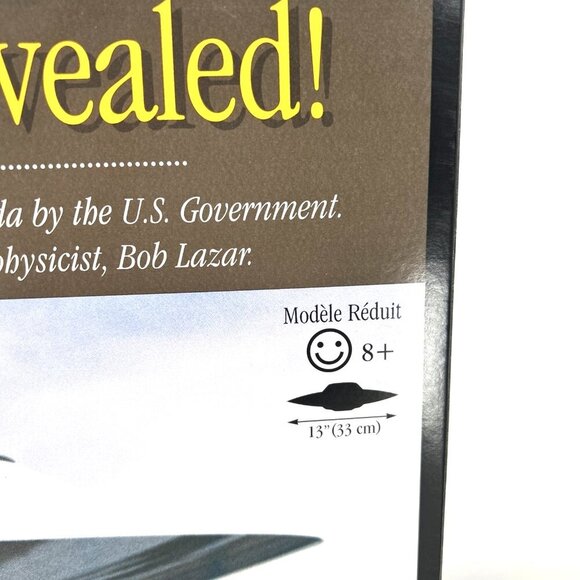 vealed!
da by the U.S. Government.
physicist, Bob Lazar.
Modèle Réduit
8+
13"(33 cm)